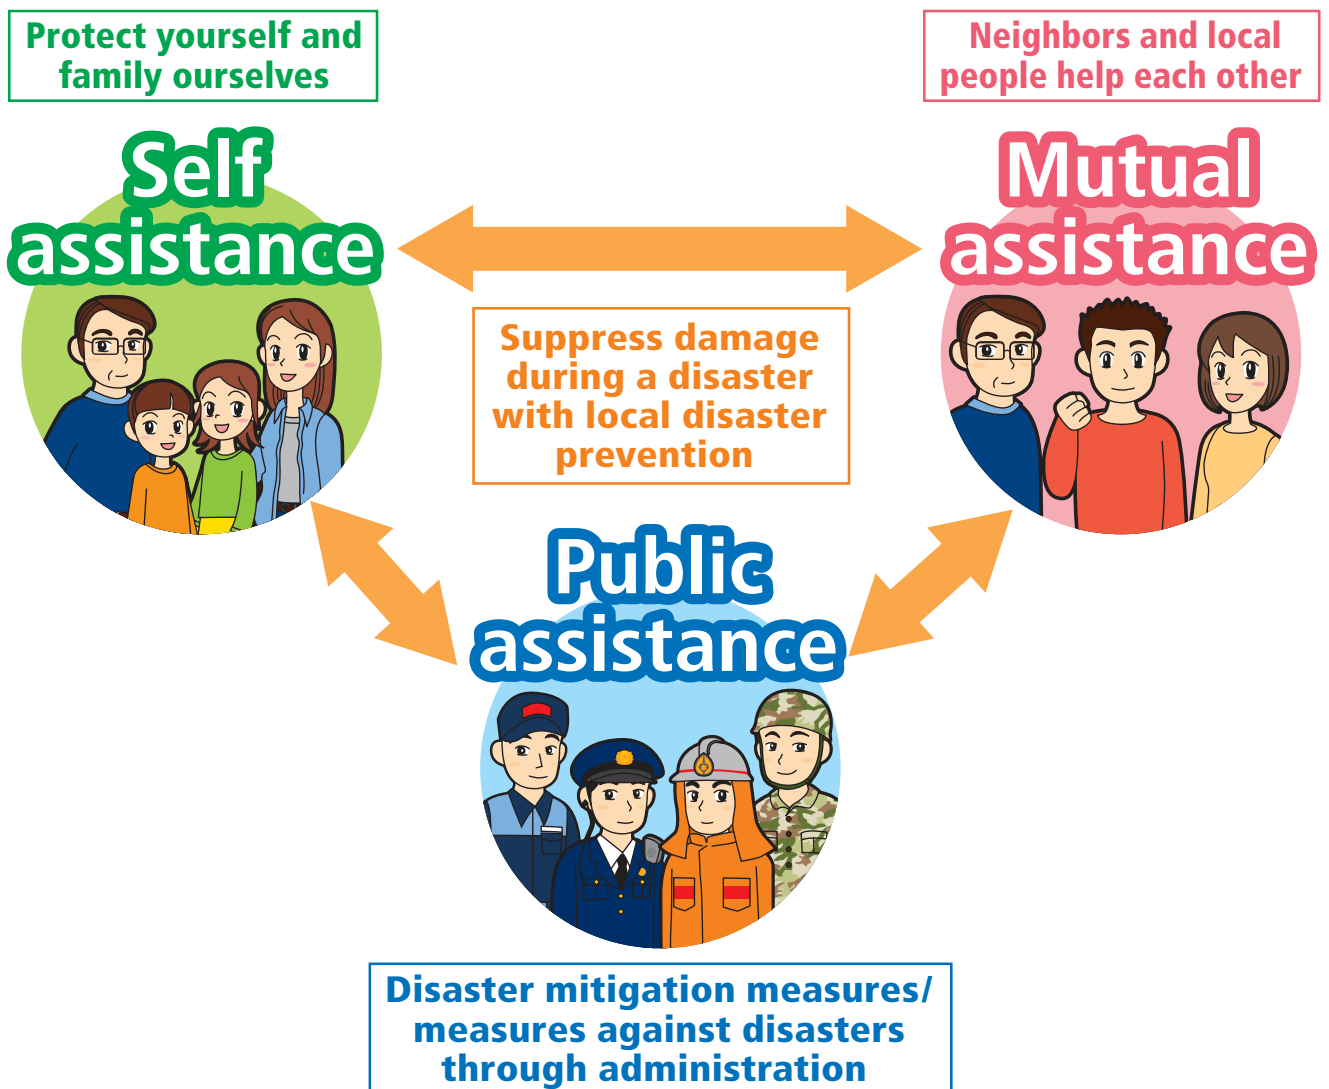 Protect yourself and
family ourselves
Self
assistance
Neighbors and local
people help each other
Mutual
assistance
Suppress damage
during a disaster
with local disaster
prevention
Public
assistance
Disaster mitigation measures/
measures against disasters
through administration